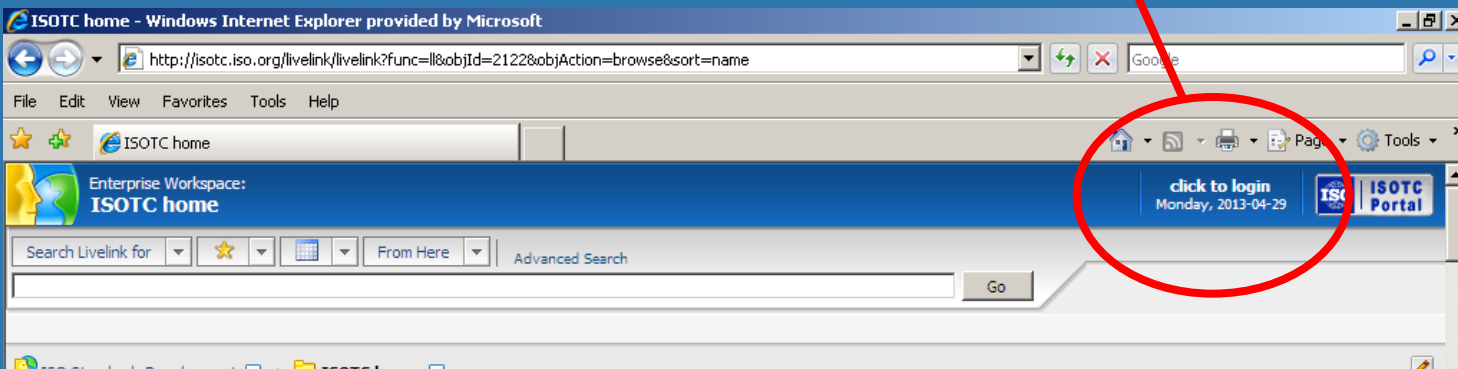 ISOTC home - Windows Internet Explorer provided by Microsoft
http://isotc.iso.org/livelink/livelink?func=ll&objId=2122&objAction=browse&sort=name
Google
File Edit View Favorites Tools Help
ISOTC home
Page Tools
Enterprise Workspace:
ISOTC home
click to login
Monday, 2013-04-29
ISO
ISOTC
Portal
Search Livelink for
From Here
Advanced Search
Go